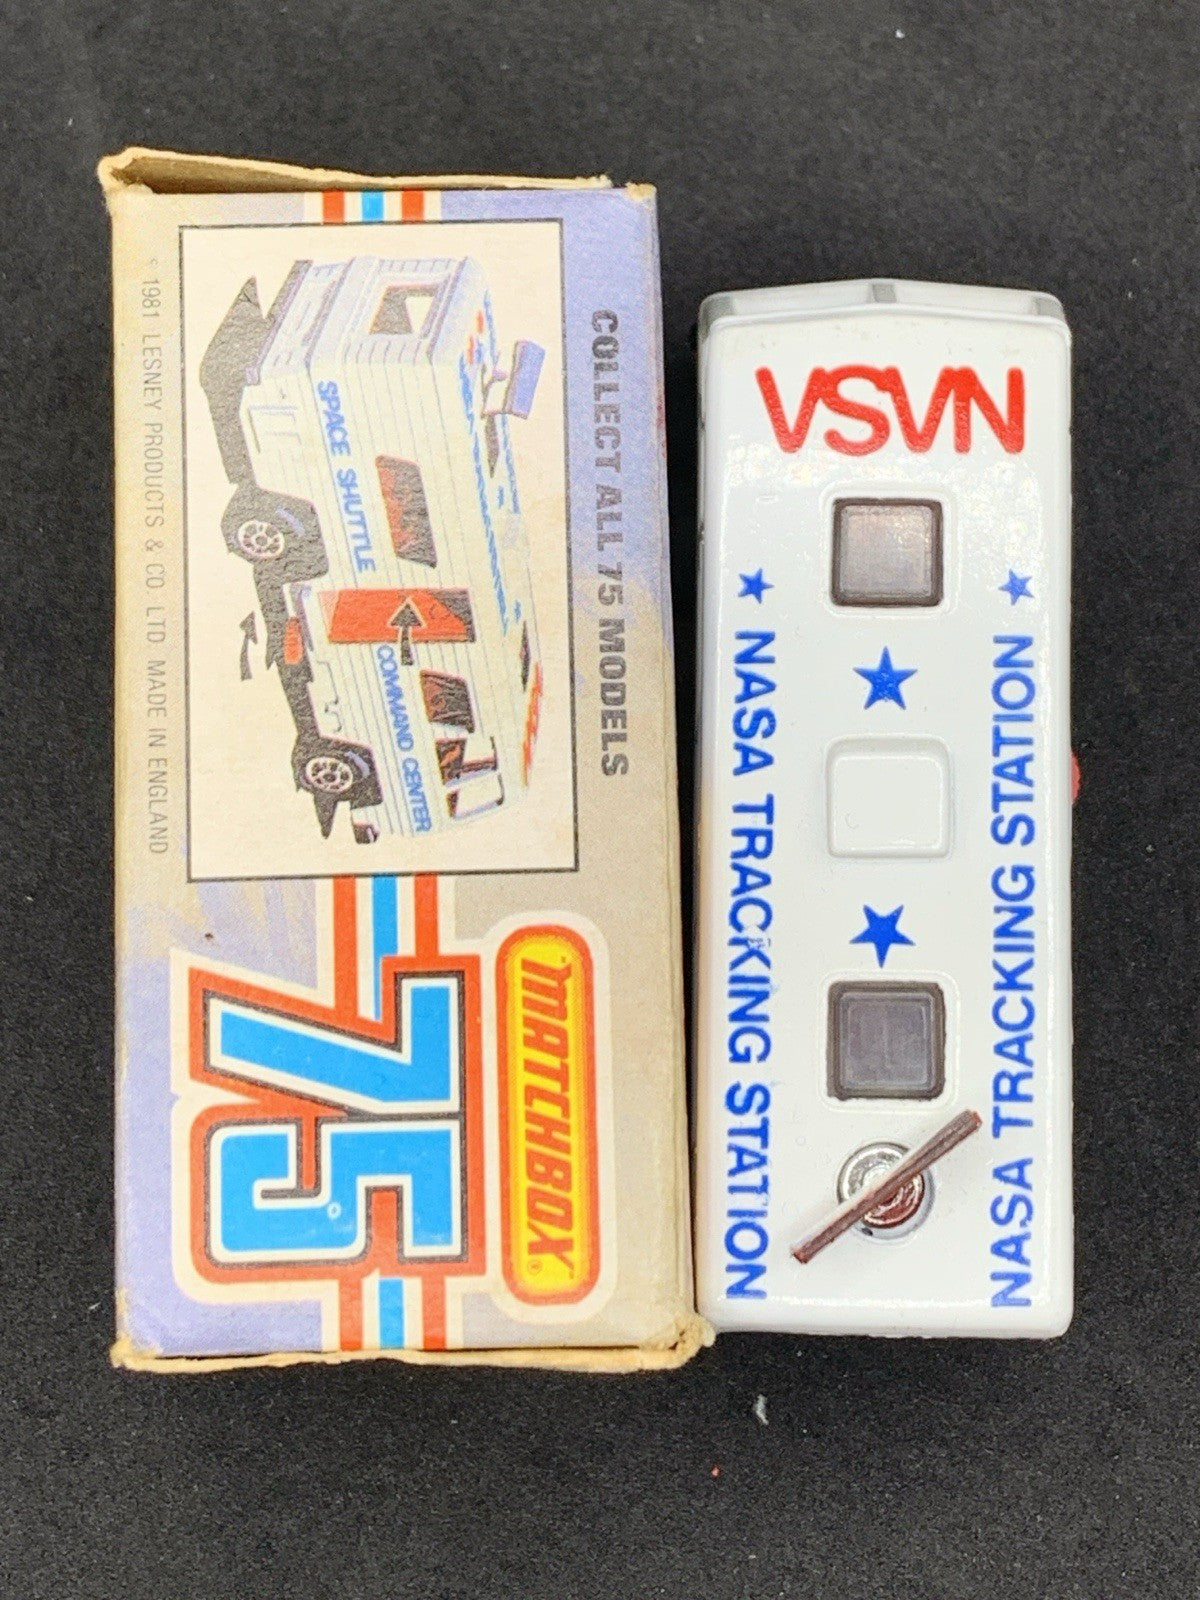 © 1981 LESNEY PRODUCTS & CO. LTD. MADE IN ENGLAND
SPACE SHUTTLE
COMMAND CENTER
COLLECT ALL 75 MODELS
75
"MATCHBOX"®
NASA
NASA TRACKING STATION
NASA TRACKING STATION